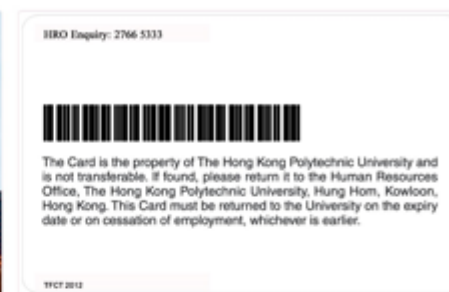 HRO Enquiry: 2766 5333
The Card is the property of The Hong Kong Polytechnic University and
is not transferable. If found, please return it to the Human Resources
Office, The Hong Kong Polytechnic University, Hung Hom, Kowloon,
Hong Kong. This Card must be returned to the University on the expiry
date or on cessation of employment, whichever is earlier.
TFCT 2012